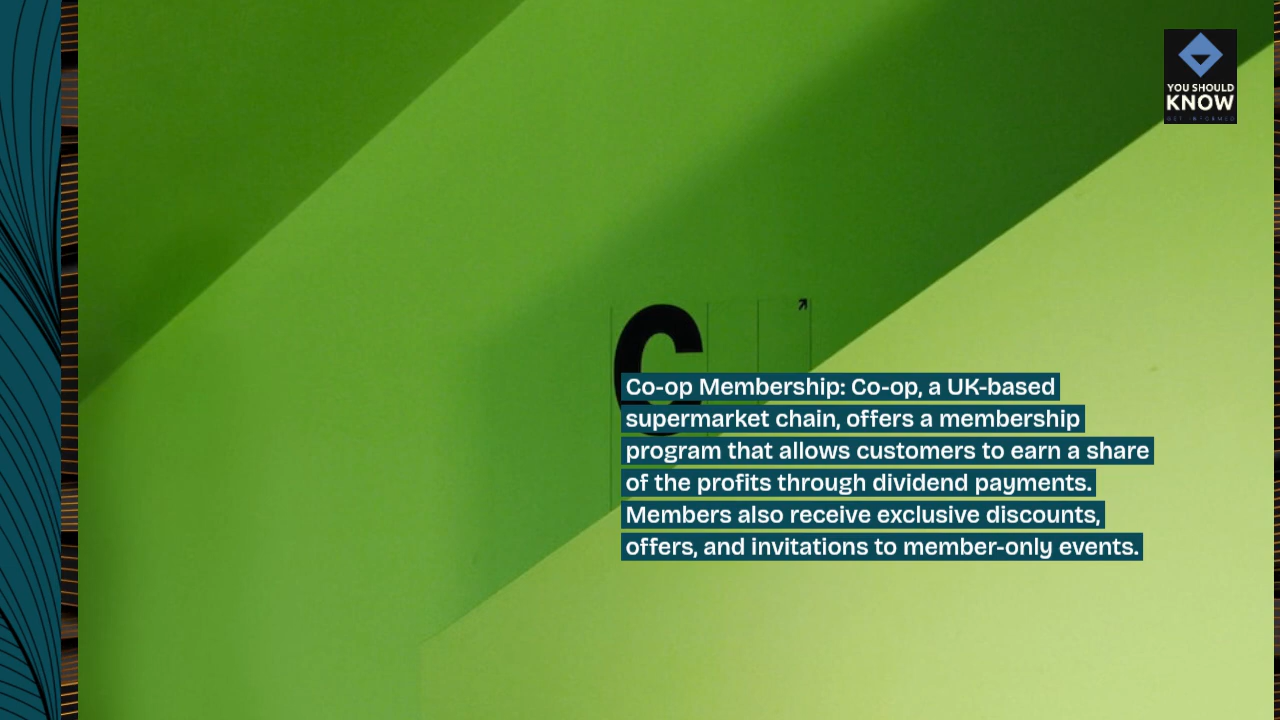 YOU SHOULD
KNOW
GET INFORMED
C
Co-op Membership: Co-op, a UK-based
supermarket chain, offers a membership
program that allows customers to earn a share
of the profits through dividend payments.
Members also receive exclusive discounts,
offers, and invitations to member-only events.